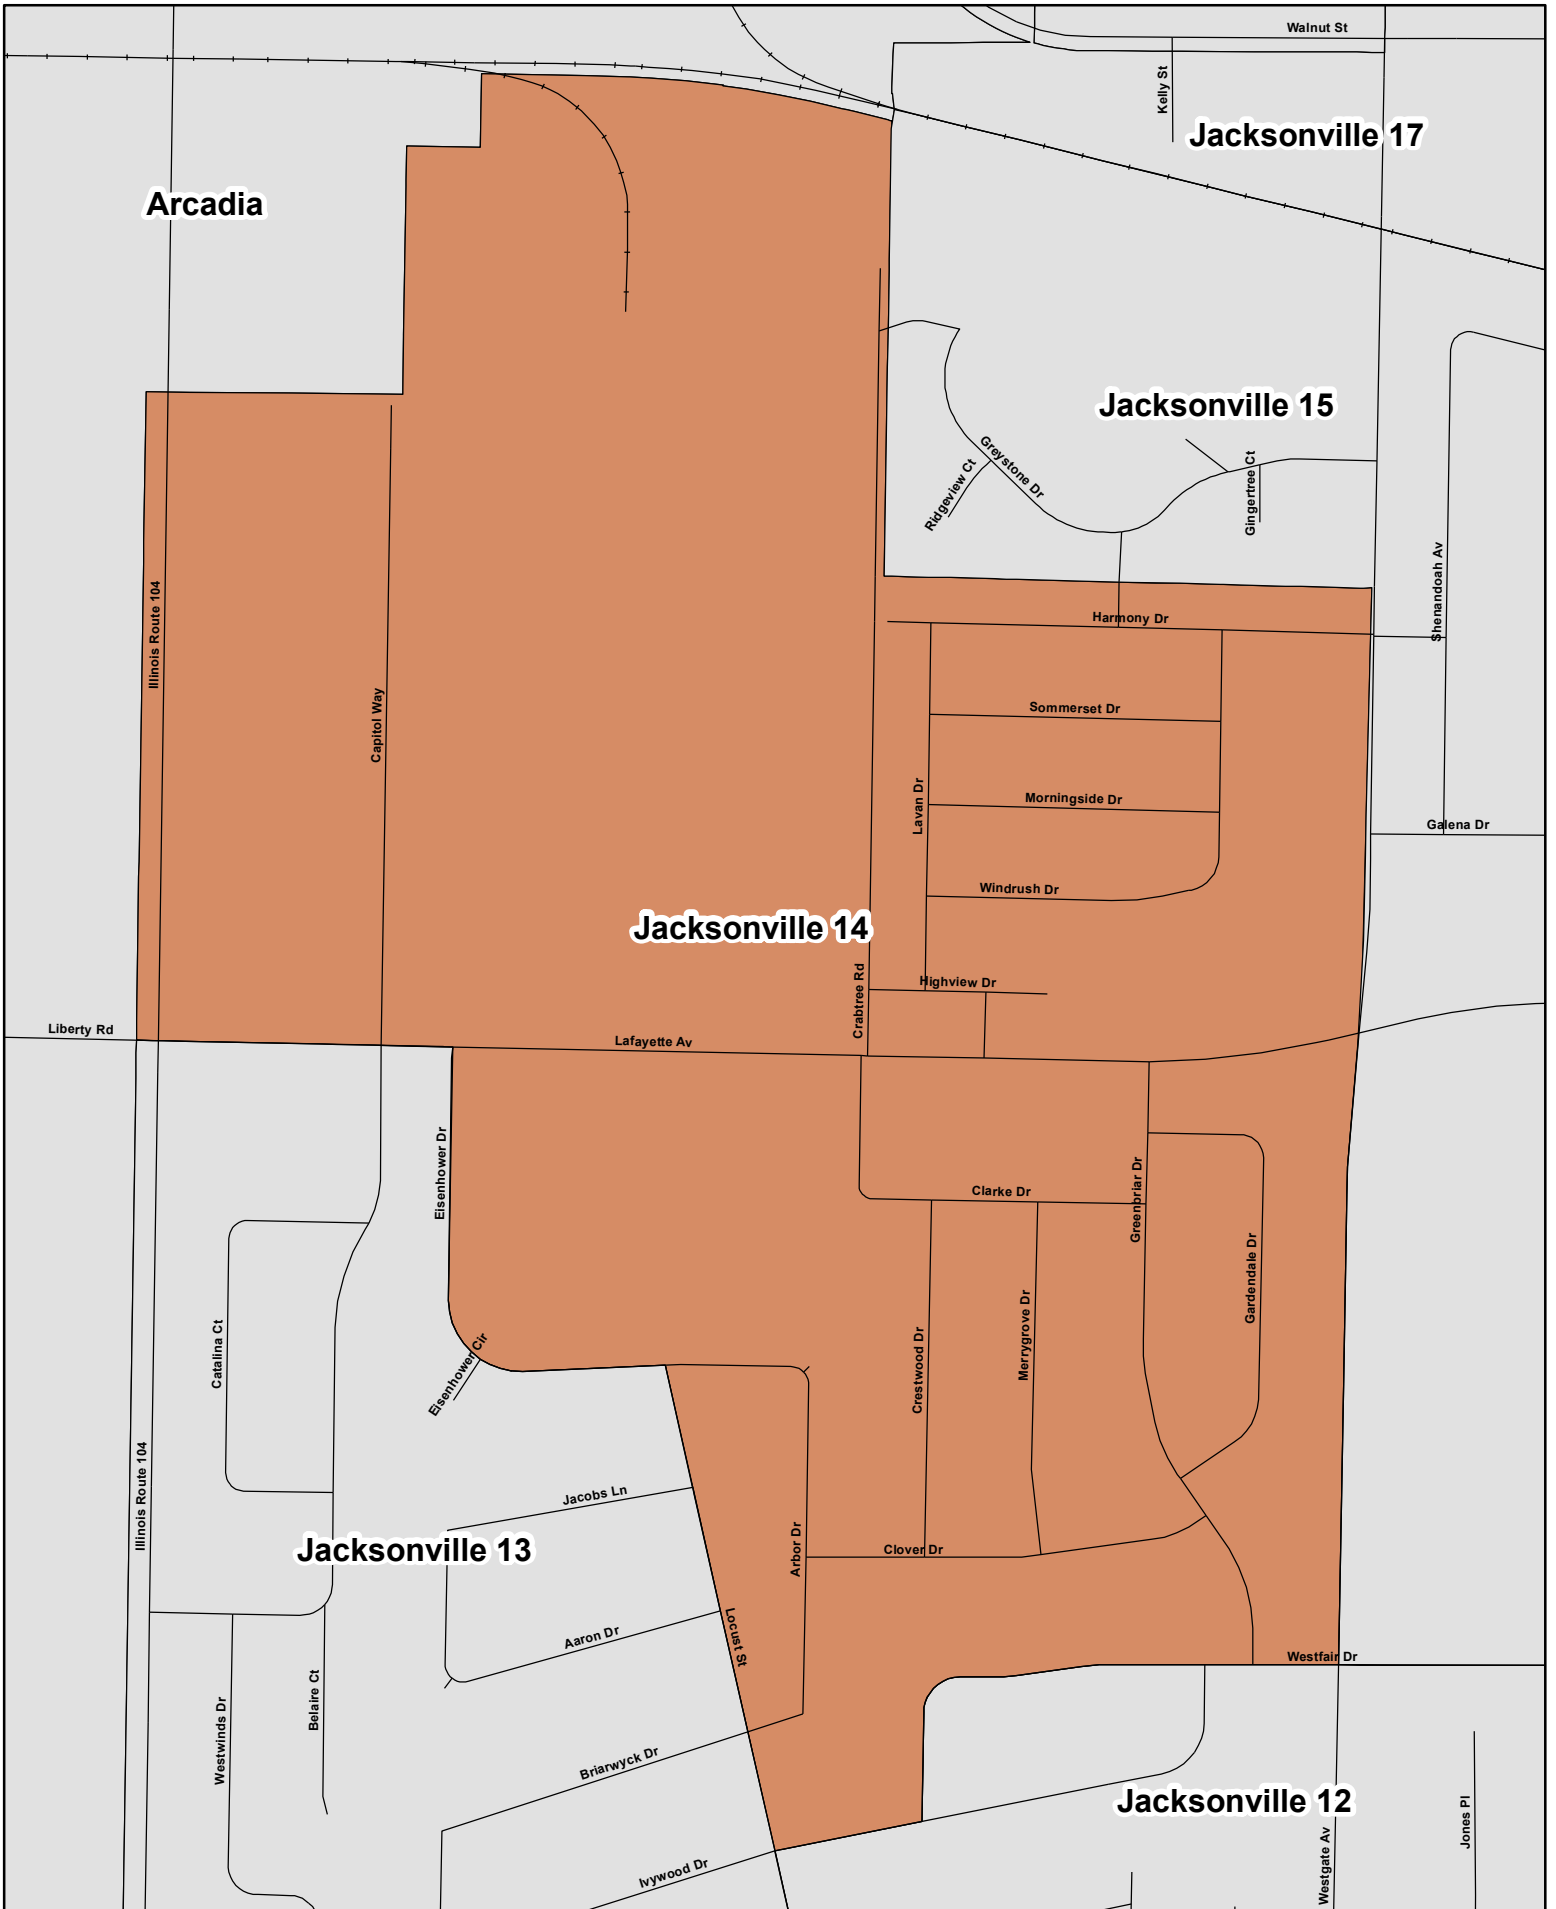 Walnut St
Kelly St
Jacksonville 17
Arcadia
Jacksonville 15
Greystone Dr
Ridgeview Ct
Gingertree Ct
Shenandoah Av
Illinois Route 104
Harmony Dr
Capitol Way
Sommerset Dr
Lavan Dr
Morningside Dr
Galena Dr
Windrush Dr
Jacksonville 14
Crabtree Rd
Highview Dr
Liberty Rd
Lafayette Av
Eisenhower Dr
Clarke Dr
Greenbriar Dr
Gardendale Dr
Catalina Ct
Eisenhower Cir
Crestwood Dr
Merrygrove Dr
Illinois Route 104
Jacobs Ln
Jacksonville 13
Arbor Dr
Clover Dr
Aaron Dr
Locust St
Westfair Dr
Belaire Ct
Westwinds Dr
Briarwyck Dr
Jacksonville 12
Jones Pl
Westgate Av
Ivywood Dr